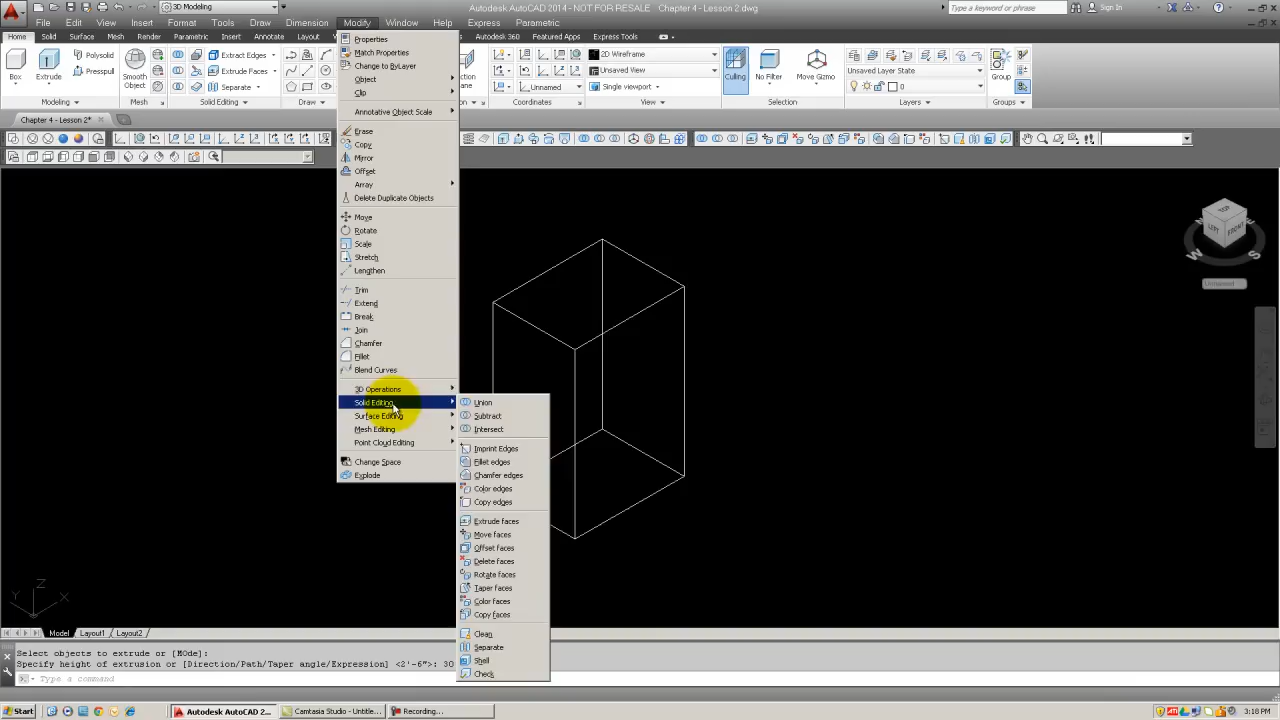 3D Modeling
Autodesk AutoCAD 2014 - NOT FOR RESALE Chapter 4 - Lesson 2.dwg
Type a keyword or phrase
Sign In
File Edit View Insert Format Tools Draw Dimension Modify Window Help Express Parametric
Home Solid Surface Mesh Render Parametric Insert Annotate Layout
Autodesk 360 Featured Apps Express Tools
Box
Extrude
Polysolid
Presspull
Smooth Object
Extrude Edges
Extrude Faces
Separate
2D Wireframe
Unsaved View
Unnamed
Single viewport
Culling
No Filter
Move Gizmo
Unsaved Layer State
0
Group
Modeling
Mesh
Solid Editing
Draw
Coordinates
View
Selection
Layers
Groups
Chapter 4 - Lesson 2*
Properties
Match Properties
Change to ByLayer
Object
Clip
Annotative Object Scale
Erase
Copy
Mirror
Offset
Array
Delete Duplicate Objects
Move
Rotate
Scale
Stretch
Lengthen
Trim
Extend
Break
Join
Chamfer
Fillet
Blend Curves
3D Operations
Solid Editing
Surface Editing
Mesh Editing
Point Cloud Editing
Change Space
Explode
Union
Subtract
Intersect
Imprint Edges
Fillet edges
Chamfer edges
Color edges
Copy edges
Extrude faces
Move faces
Offset faces
Delete faces
Rotate faces
Taper faces
Color faces
Copy faces
Clean
Separate
Shell
Check
TOP
LEFT
FRONT
W
S
Unnamed
Z
Y
X
Model Layout1 Layout2
Select objects to extrude or [MOde]:
Specify height of extrusion or [Direction/Path/Taper angle/Expression] <2'-6">: 30
Type a command
Start
Autodesk AutoCAD 2...
Camtasia Studio - Untitle...
Recording...
3:18 PM